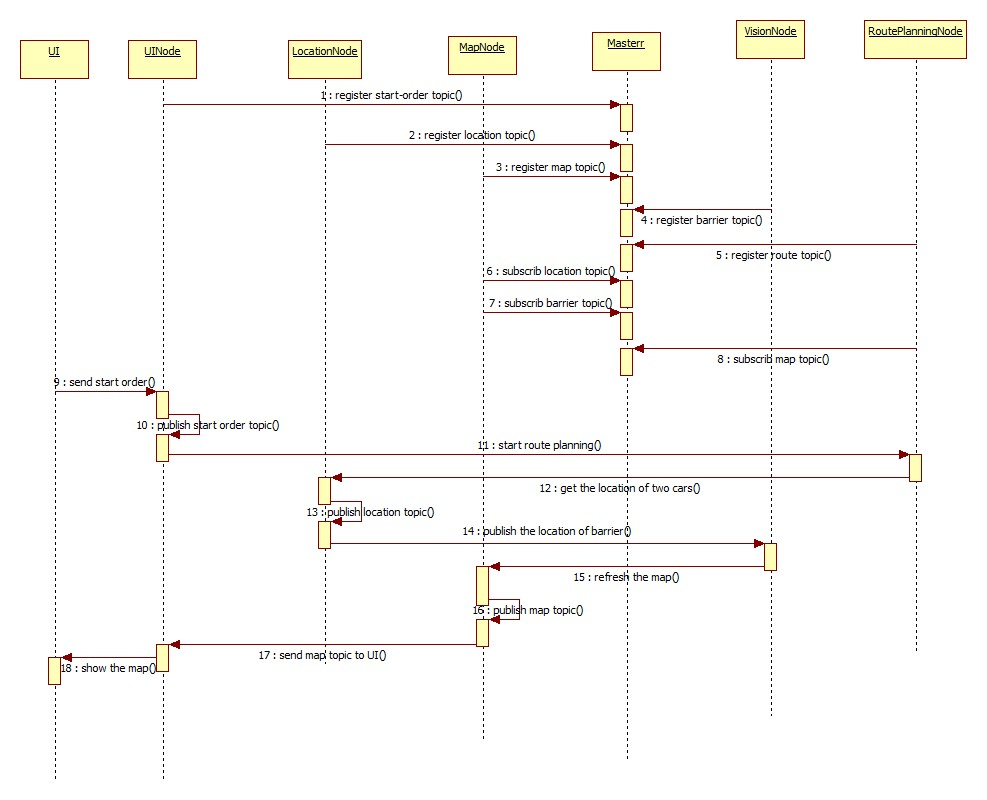 UI
UINode
LocationNode
MapNode
Masterr
VisionNode
RoutePlanningNode
1 : register start-order topic()
2 : register location topic()
3 : register map topic()
4 : register barrier topic()
5 : register route topic()
6 : subscrib location topic()
7 : subscrib barrier topic()
8 : subscrib map topic()
9 : send start order()
10 : publish start order topic()
11 : start route planning()
12 : get the location of two cars()
13 : publish location topic()
14 : publish the location of barrier()
15 : refresh the map()
16 : publish map topic()
17 : send map topic to UI()
18 : show the map()